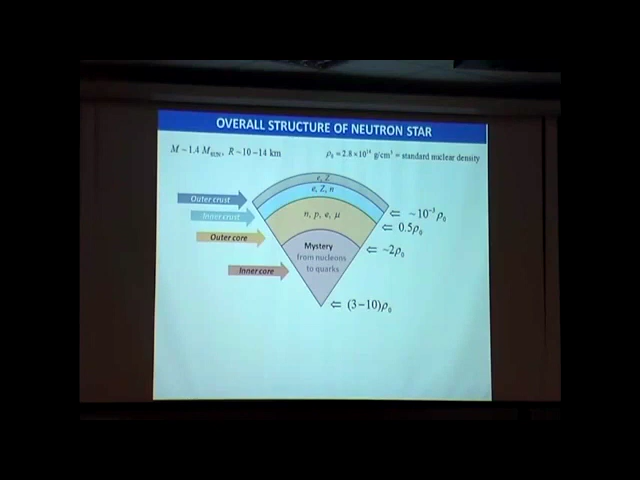 OVERALL STRUCTURE OF NEUTRON STAR
M ~ 1.4 M_SUN, R ~ 10 − 14 km
ρ₀ = 2.8×10¹⁴ g/cm³ = standard nuclear density
e, Z
Outer crust
e, Z, n
Inner crust
n, p, e, μ
⇐ ~10⁻³ρ₀
⇐ 0.5ρ₀
Outer core
Mystery
⇐ ~2ρ₀
from nucleons
to quarks
Inner core
⇐ (3−10)ρ₀